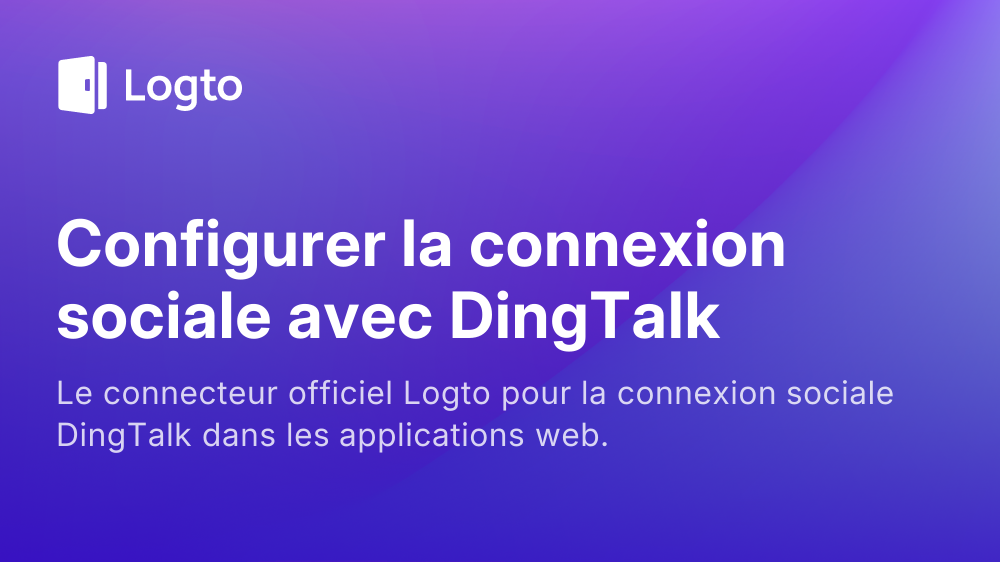 Logto
Configurer la connexion
sociale avec DingTalk
Le connecteur officiel Logto pour la connexion sociale
DingTalk dans les applications web.